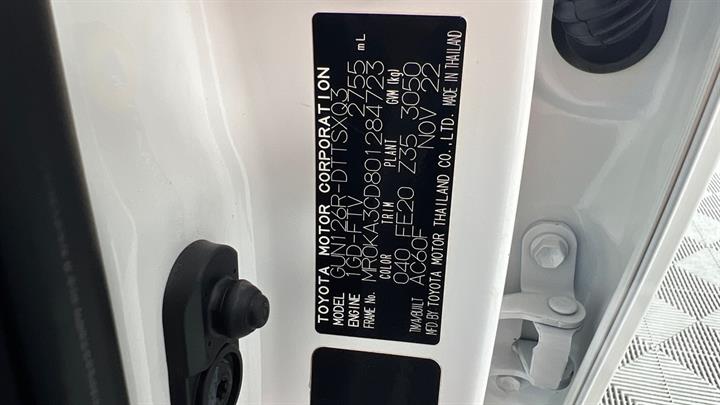 TOYOTA MOTOR CORPORATION
MODEL GUN126R-DTTSXQ3
ENGINE 1GD-FTV 2755 mL
FRAME No. MR0KA3CD801284723
COLOR TRIM PLANT GVM (kg)
040 FE20 Z35 3050
T/M/A/BUILT AC60F NOV 22
MFD BY TOYOTA MOTOR THAILAND CO.,LTD. MADE IN THAILAND